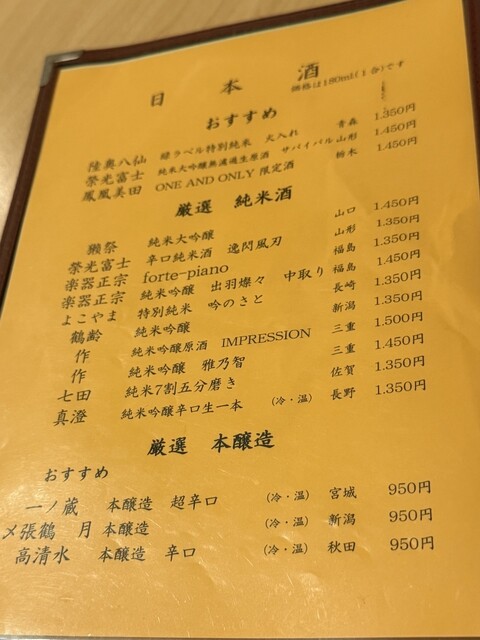 日本酒
価格は180ml(1合)です
おすすめ
陸奥八仙 緑ラベル特別純米 火入れ 青森 1.350円
榮光富士 純米大吟醸無濾過生原酒 サバイバル 山形 1.450円
鳳凰美田 ONE AND ONLY 限定酒 栃木 1.450円
厳選 純米酒
獺祭 純米大吟醸 山口 1.450円
榮光富士 辛口純米酒 逸閃風刃 山形 1.350円
楽器正宗 forte-piano 福島 1.350円
楽器正宗 純米吟醸 出羽燦々 中取り 福島 1.450円
よこやま 特別純米 吟のさと 長崎 1.350円
鶴齢 純米吟醸 新潟 1.350円
作 純米吟醸原酒 IMPRESSION 三重 1.500円
作 純米吟醸 雅乃智 三重 1.450円
七田 純米7割五分磨き 佐賀 1.350円
真澄 純米吟醸辛口生一本 (冷・温) 長野 1.350円
厳選 本醸造
おすすめ
一ノ蔵 本醸造 超辛口 (冷・温) 宮城 950円
〆張鶴 月 本醸造 (冷・温) 新潟 950円
高清水 本醸造 辛口 (冷・温) 秋田 950円